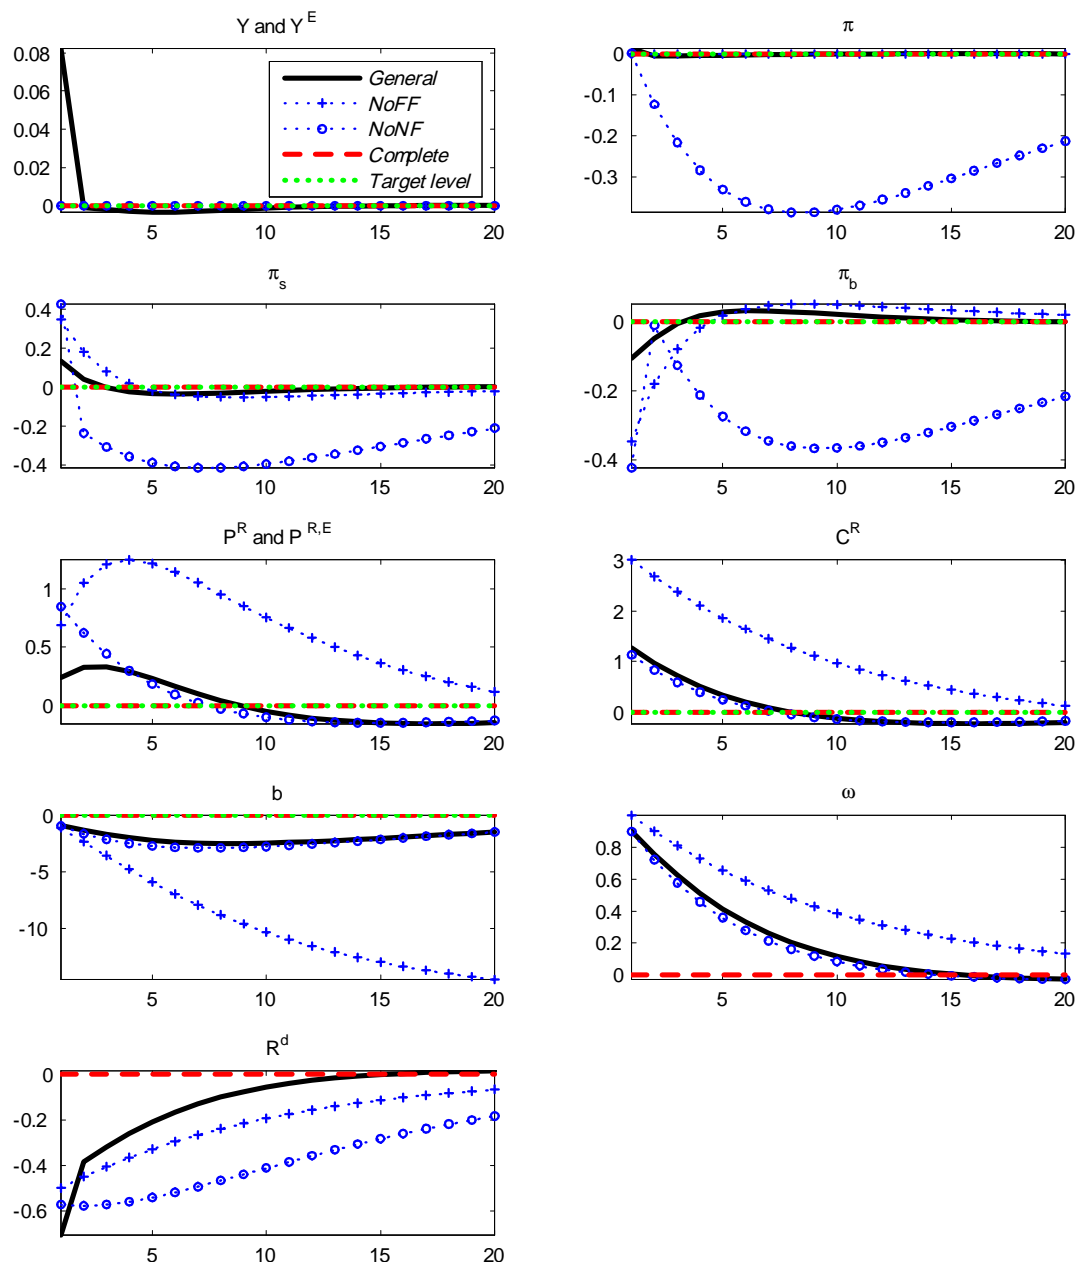 Y and Y^E
0.08
0.06
0.04
0.02
0
5 10 15 20
General
NoFF
NoNF
Complete
Target level
π
0
-0.1
-0.2
-0.3
5 10 15 20
π_s
0.4
0.2
0
-0.2
-0.4
5 10 15 20
π_b
0
-0.2
-0.4
5 10 15 20
P^R and P^R,E
1
0.5
0
5 10 15 20
C^R
3
2
1
0
5 10 15 20
b
0
-5
-10
5 10 15 20
ω
0.8
0.6
0.4
0.2
0
5 10 15 20
R^d
0
-0.2
-0.4
-0.6
5 10 15 20